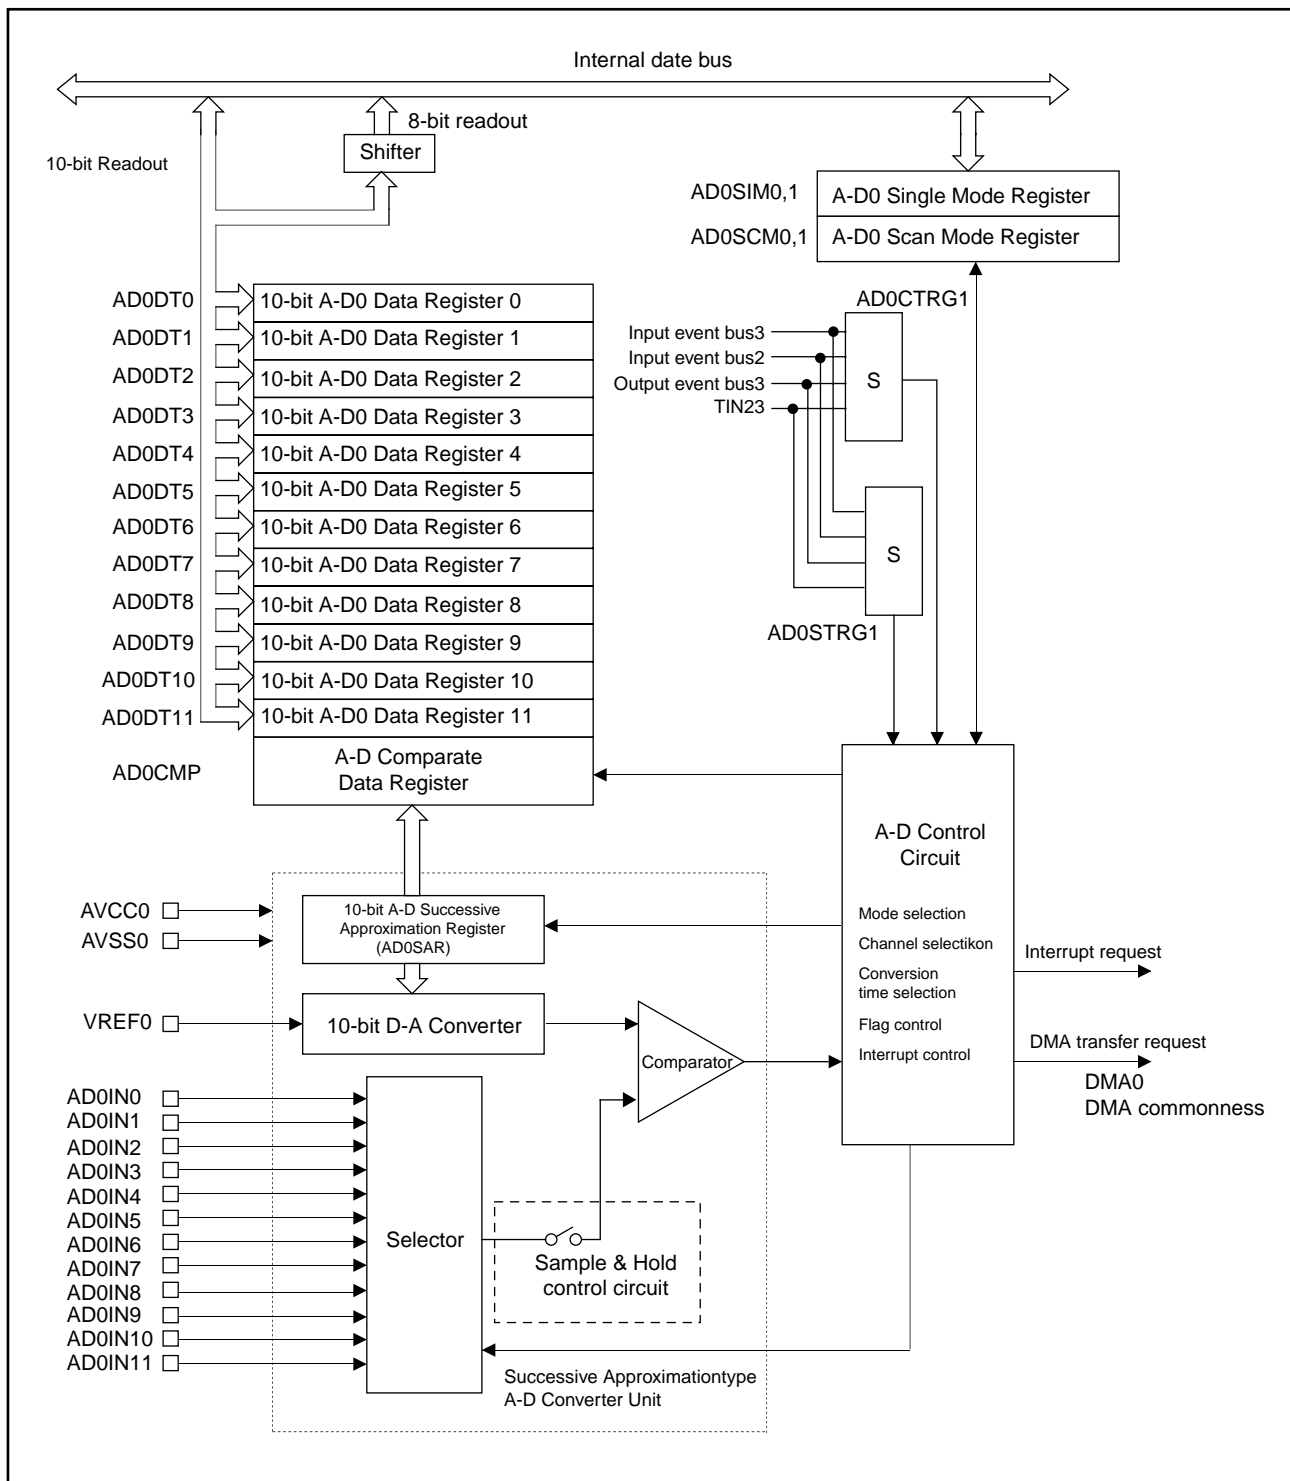 Internal date bus
8-bit readout
Shifter
10-bit Readout
AD0SIM0,1
A-D0 Single Mode Register
AD0SCM0,1
A-D0 Scan Mode Register
AD0DT0
10-bit A-D0 Data Register 0
AD0DT1
10-bit A-D0 Data Register 1
AD0DT2
10-bit A-D0 Data Register 2
AD0DT3
10-bit A-D0 Data Register 3
AD0DT4
10-bit A-D0 Data Register 4
AD0DT5
10-bit A-D0 Data Register 5
AD0DT6
10-bit A-D0 Data Register 6
AD0DT7
10-bit A-D0 Data Register 7
AD0DT8
10-bit A-D0 Data Register 8
AD0DT9
10-bit A-D0 Data Register 9
AD0DT10
10-bit A-D0 Data Register 10
AD0DT11
10-bit A-D0 Data Register 11
AD0CMP
A-D Comparate
Data Register
AD0CTRG1
Input event bus3
Input event bus2
Output event bus3
TIN23
S
S
AD0STRG1
A-D Control
Circuit
Mode selection
Channel selectikon
Conversion
time selection
Flag control
Interrupt control
Interrupt request
DMA transfer request
DMA0
DMA commonness
AVCC0
AVSS0
10-bit A-D Successive
Approximation Register
(AD0SAR)
VREF0
10-bit D-A Converter
Comparator
AD0IN0
AD0IN1
AD0IN2
AD0IN3
AD0IN4
AD0IN5
AD0IN6
AD0IN7
AD0IN8
AD0IN9
AD0IN10
AD0IN11
Selector
Sample & Hold
control circuit
Successive Approximationtype
A-D Converter Unit